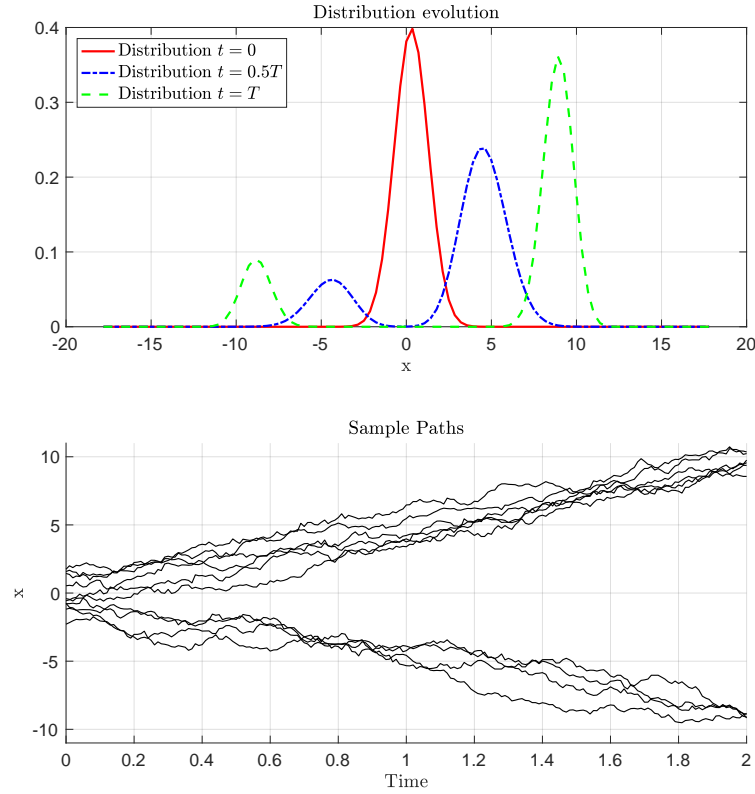 Distribution evolution
0.4
0.3
0.2
0.1
0
Distribution t = 0
Distribution t = 0.5T
Distribution t = T
-20 -15 -10 -5 0 5 10 15 20
x
Sample Paths
10
5
0
-5
-10
x
0 0.2 0.4 0.6 0.8 1 1.2 1.4 1.6 1.8 2
Time